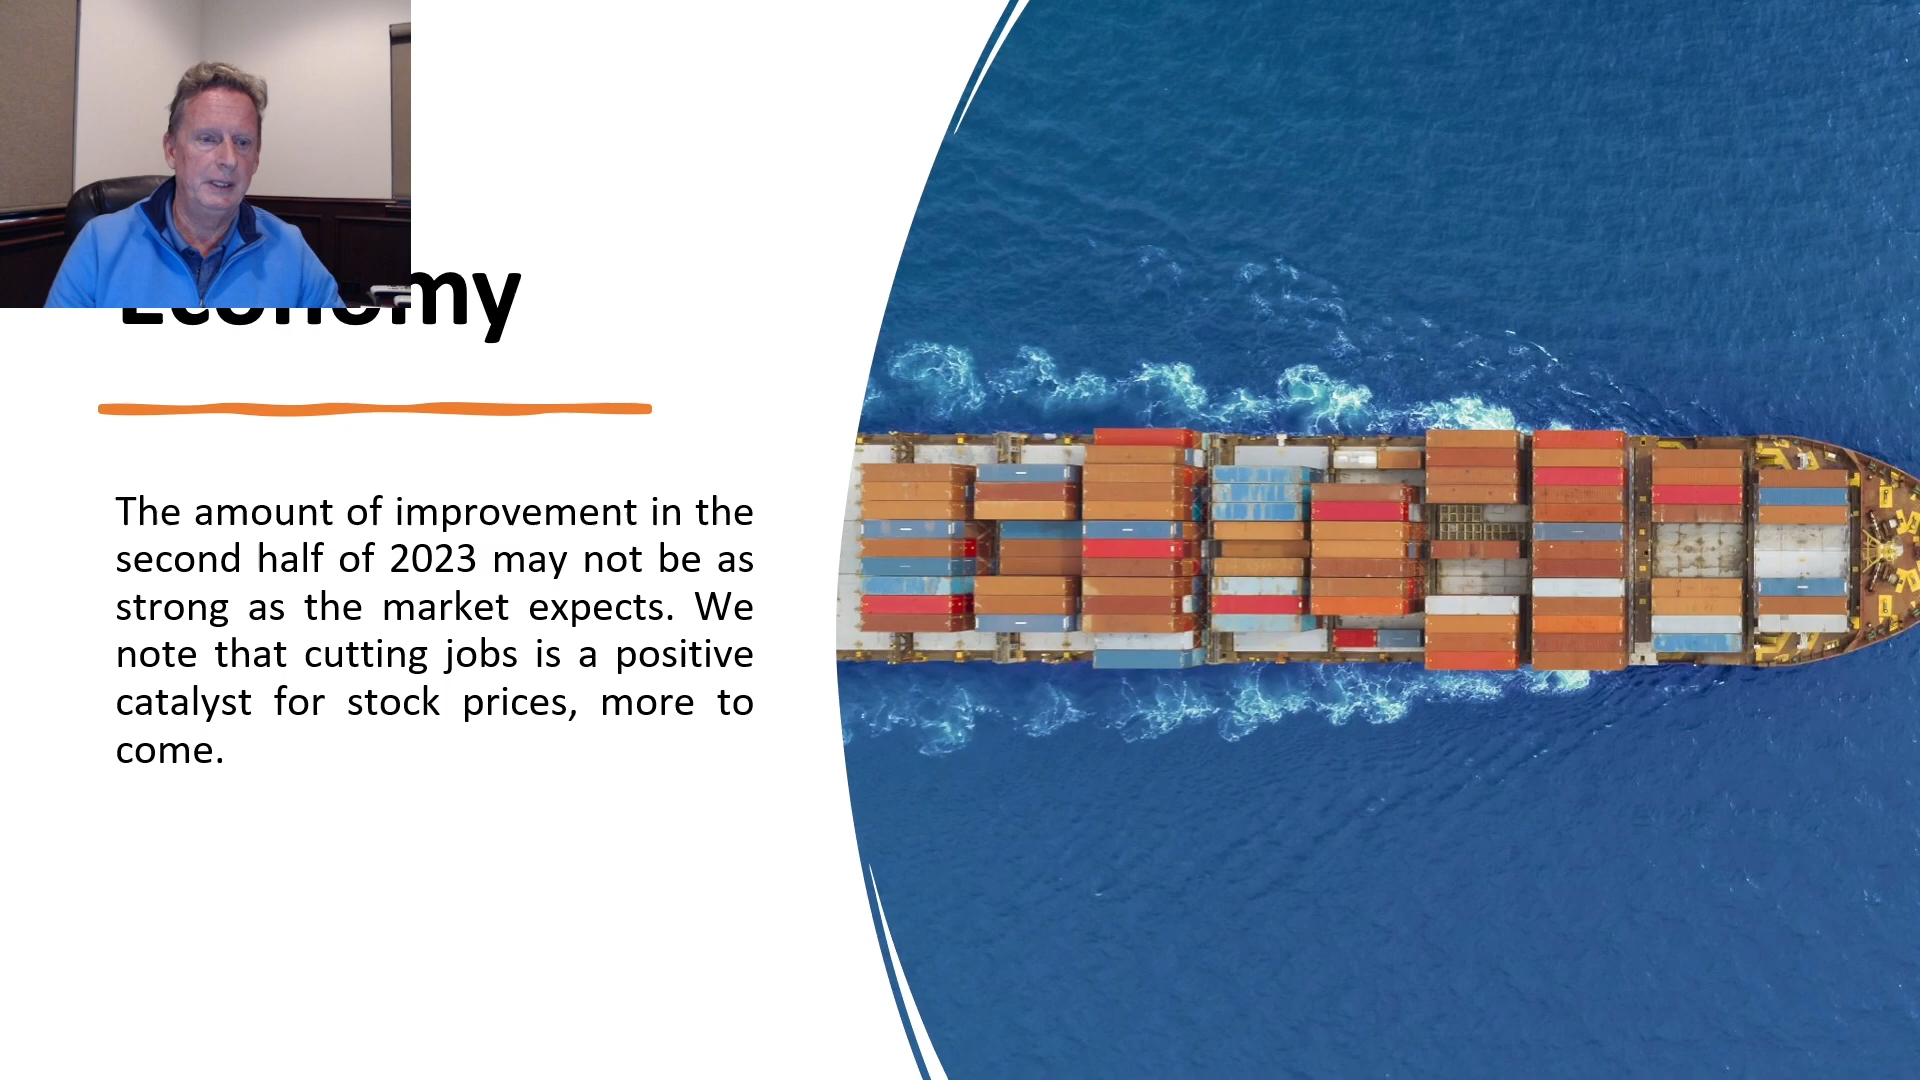 Economy
The amount of improvement in the
second half of 2023 may not be as
strong as the market expects. We
note that cutting jobs is a positive
catalyst for stock prices, more to
come.